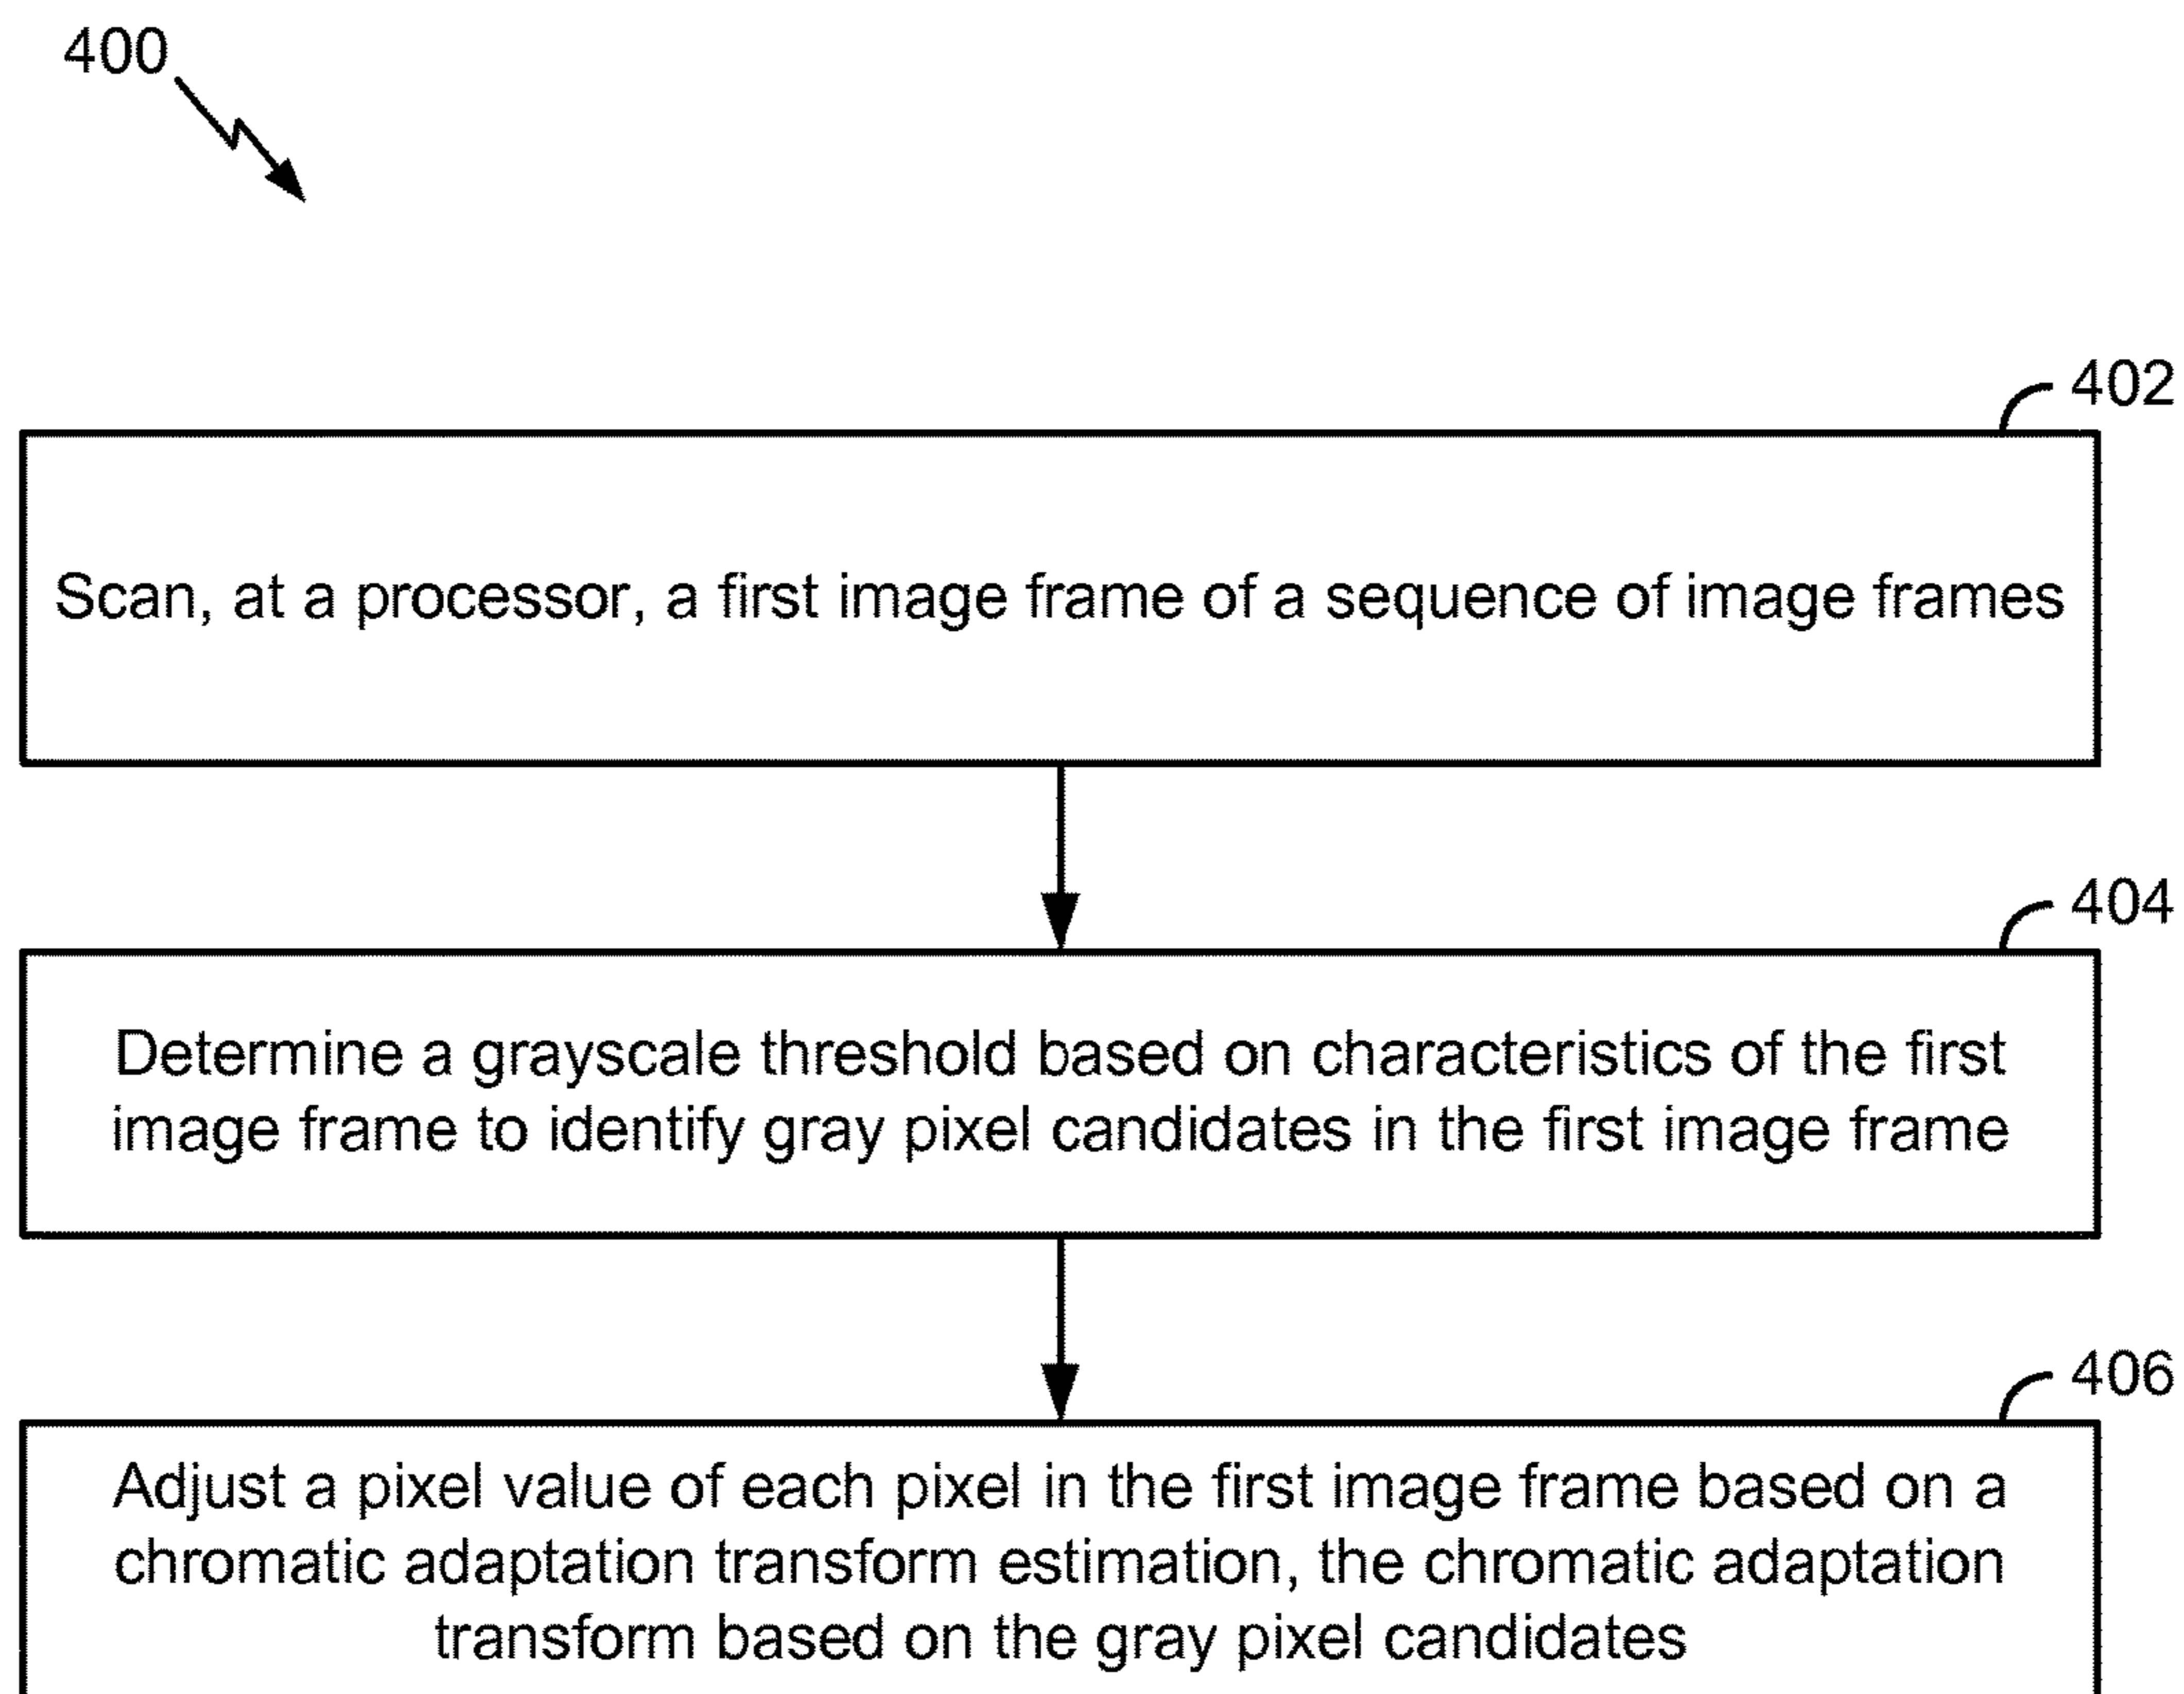 400
402
Scan, at a processor, a first image frame of a sequence of image frames
404
Determine a grayscale threshold based on characteristics of the first
image frame to identify gray pixel candidates in the first image frame
406
Adjust a pixel value of each pixel in the first image frame based on a
chromatic adaptation transform estimation, the chromatic adaptation
transform based on the gray pixel candidates